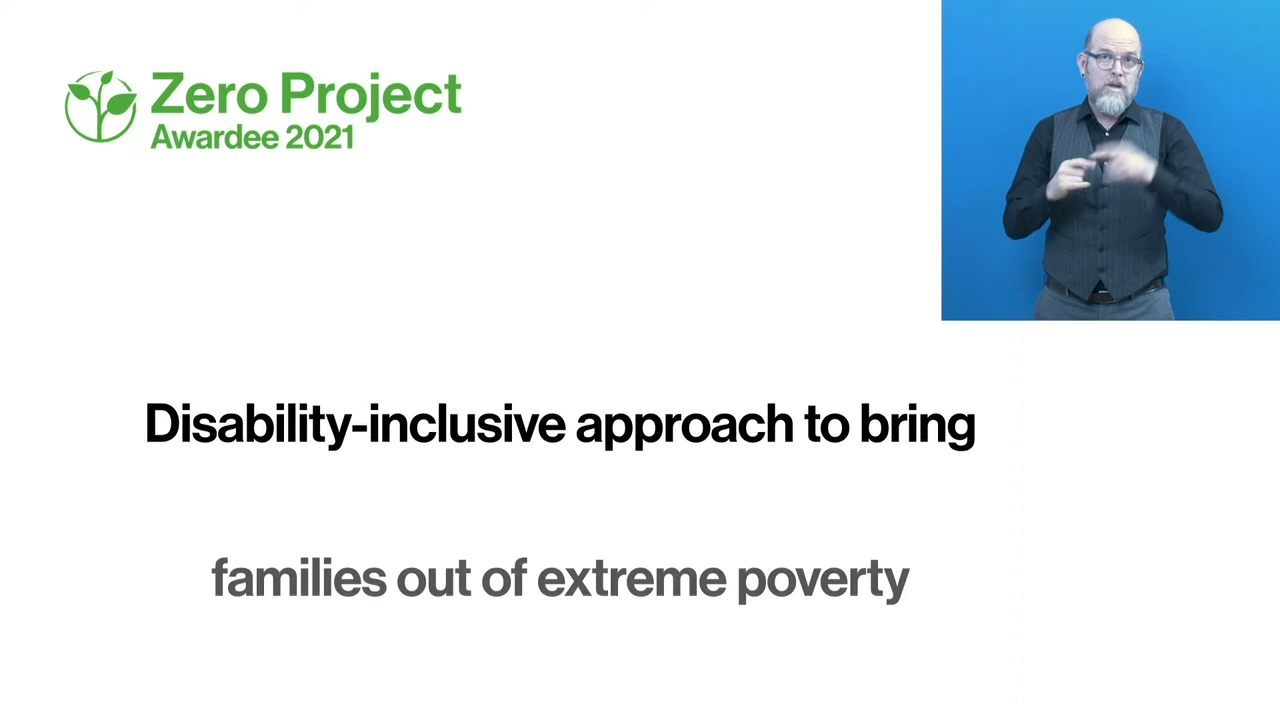 Zero Project
Awardee 2021
Disability-inclusive approach to bring
families out of extreme poverty